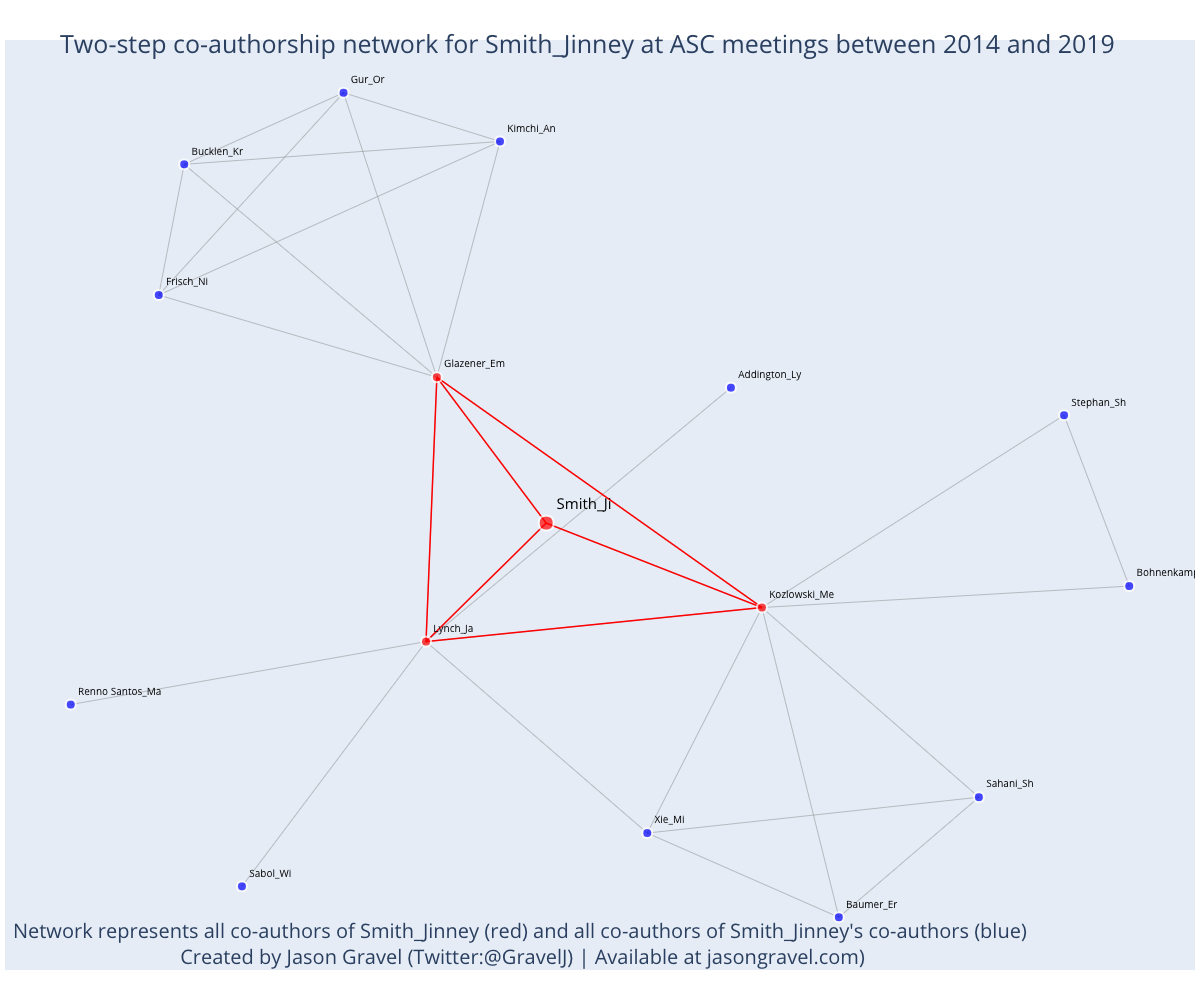 Two-step co-authorship network for Smith_Jinney at ASC meetings between 2014 and 2019
Gur_Or
Kimchi_An
Bucklen_Kr
Frisch_Ni
Glazener_Em
Addington_Ly
Stephan_Sh
Smith_Ji
Bohnenkamp
Kozlowski_Me
Lynch_Ja
Renno Santos_Ma
Sahani_Sh
Xie_Mi
Sabol_Wi
Baumer_Er
Network represents all co-authors of Smith_Jinney (red) and all co-authors of Smith_Jinney's co-authors (blue)
Created by Jason Gravel (Twitter:@GravelJ) | Available at jasongravel.com)